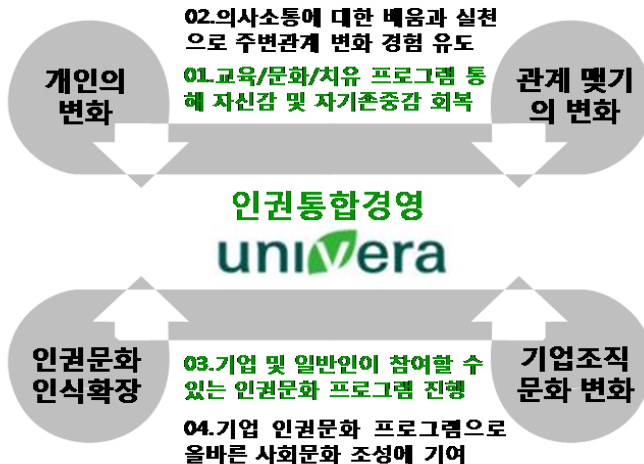 02.의사소통에 대한 배움과 실천
으로 주변관계 변화 경험 유도
개인의
변화
01.교육/문화/치유 프로그램 통
해 자신감 및 자기존중감 회복
관계 맺기
의 변화
인권통합경영
univera
인권문화
인식확장
03.기업 및 일반인이 참여할 수
있는 인권문화 프로그램 진행
기업조직
문화 변화
04.기업 인권문화 프로그램으로
올바른 사회문화 조성에 기여